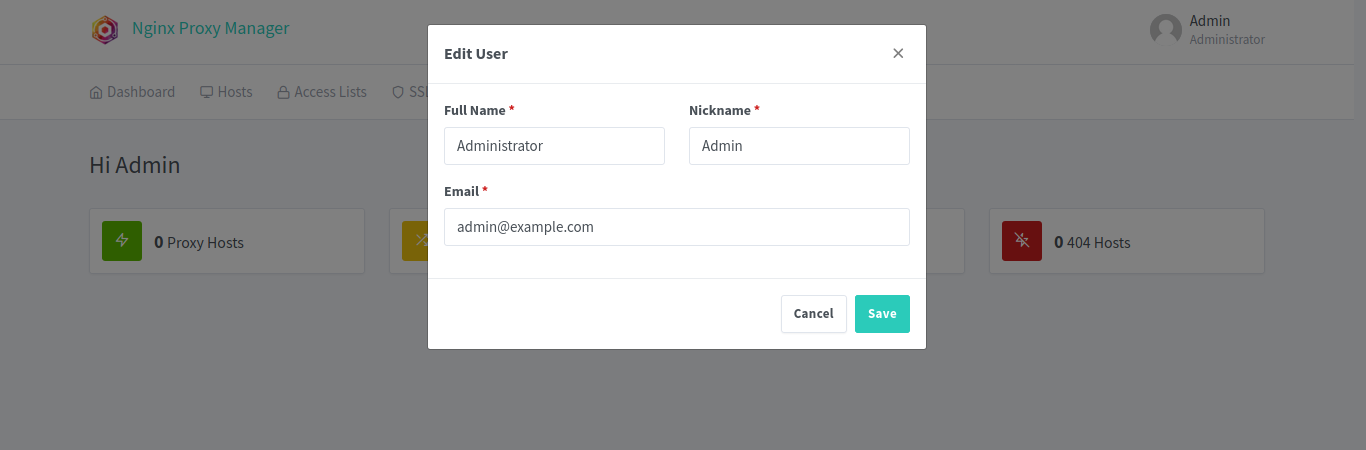 Nginx Proxy Manager
Admin
Administrator
Dashboard Hosts Access Lists
Hi Admin
0 Proxy Hosts
0 404 Hosts
Edit User
×
Full Name * Nickname *
Administrator Admin
Email *
admin@example.com
Cancel Save